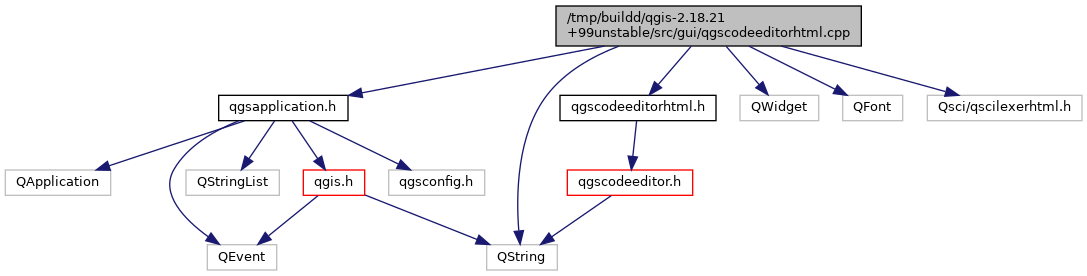 /tmp/buildd/qgis-2.18.21
+99unstable/src/gui/qgscodeeditorhtml.cpp
qgsapplication.h
qgscodeeditorhtml.h
QWidget
QFont
Qsci/qscilexerhtml.h
QApplication
QStringList
qgis.h
qgsconfig.h
qgscodeeditor.h
QEvent
QString